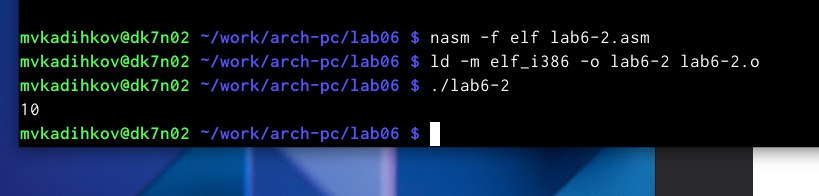 mvkadihkov@dk7n02 ~/work/arch-pc/lab06 $ nasm -f elf lab6-2.asm
mvkadihkov@dk7n02 ~/work/arch-pc/lab06 $ ld -m elf_i386 -o lab6-2 lab6-2.o
mvkadihkov@dk7n02 ~/work/arch-pc/lab06 $ ./lab6-2
10
mvkadihkov@dk7n02 ~/work/arch-pc/lab06 $